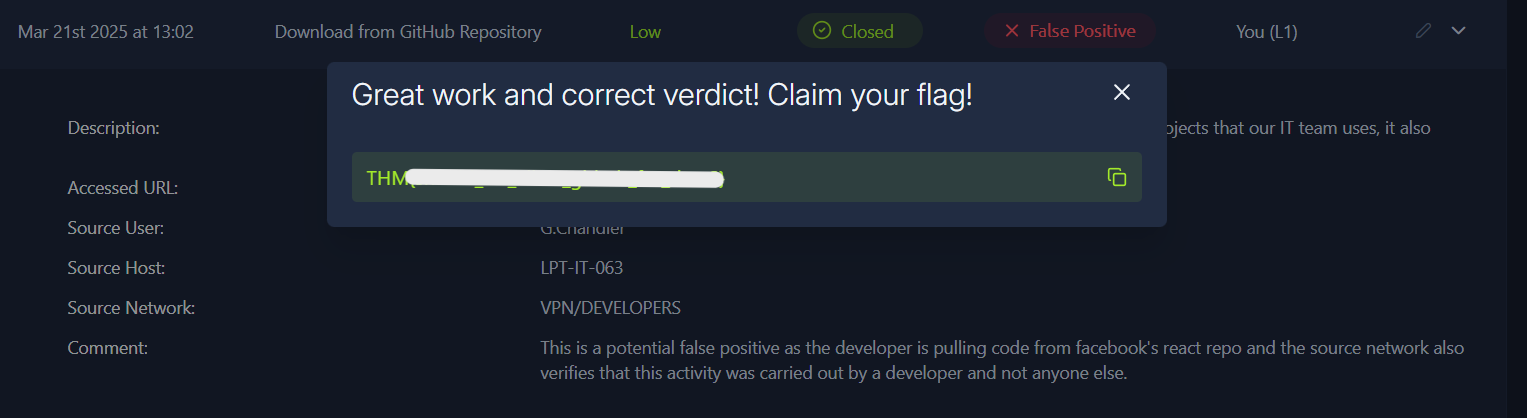 Mar 21st 2025 at 13:02 Download from GitHub Repository Low Closed False Positive You (L1)
Great work and correct verdict! Claim your flag!
Description: that our IT team uses, it also
THM
Accessed URL:
Source User: G.Chandler
Source Host: LPT-IT-063
Source Network: VPN/DEVELOPERS
Comment: This is a potential false positive as the developer is pulling code from facebook's react repo and the source network also
verifies that this activity was carried out by a developer and not anyone else.